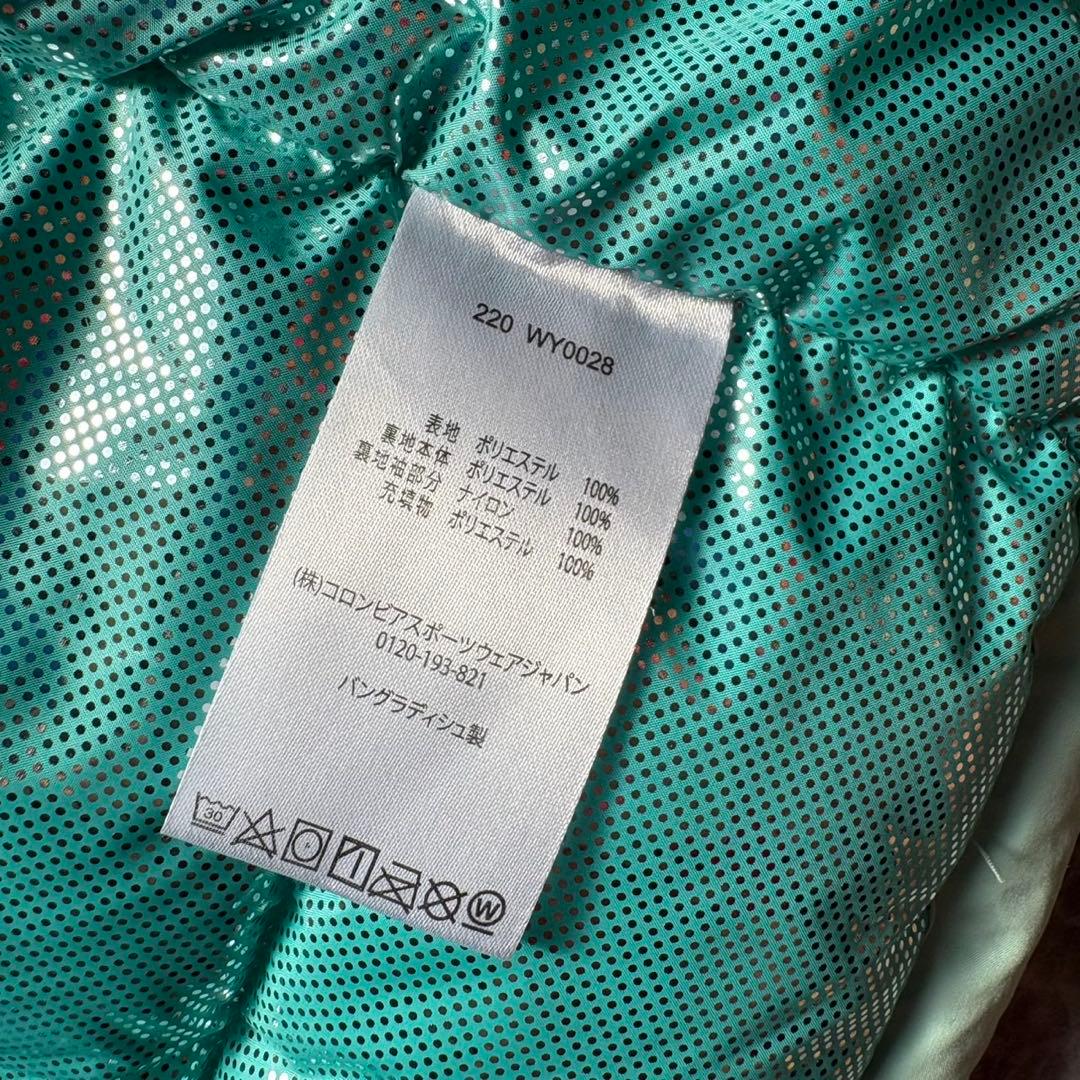 220 WY0028
表地 ポリエステル 100%
裏地本体 ポリエステル 100%
裏地袖部分 ナイロン 100%
充填物 ポリエステル 100%
(株)コロンビアスポーツウェアジャパン
0120-193-821
バングラディシュ製
30
W